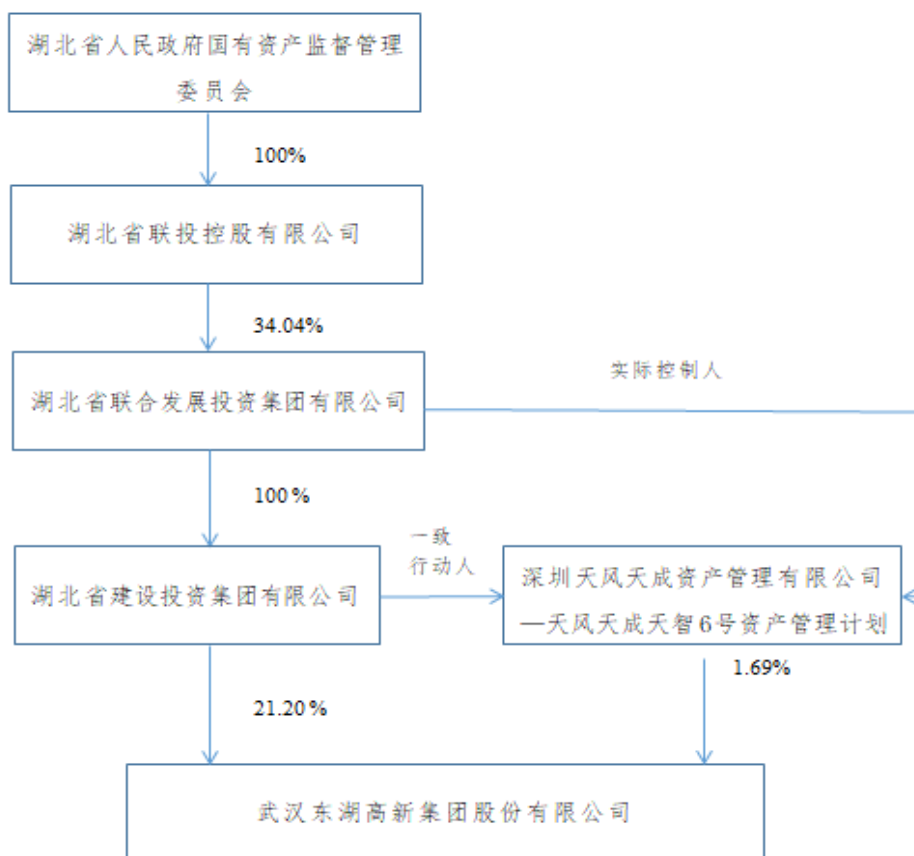 湖北省人民政府国有资产监督管理
委员会
100%
湖北省联投控股有限公司
34.04%
实际控制人
湖北省联合发展投资集团有限公司
100%
一致
行动人
湖北省建设投资集团有限公司
深圳天风天成资产管理有限公司
—天风天成天智6号资产管理计划
1.69%
21.20%
武汉东湖高新集团股份有限公司